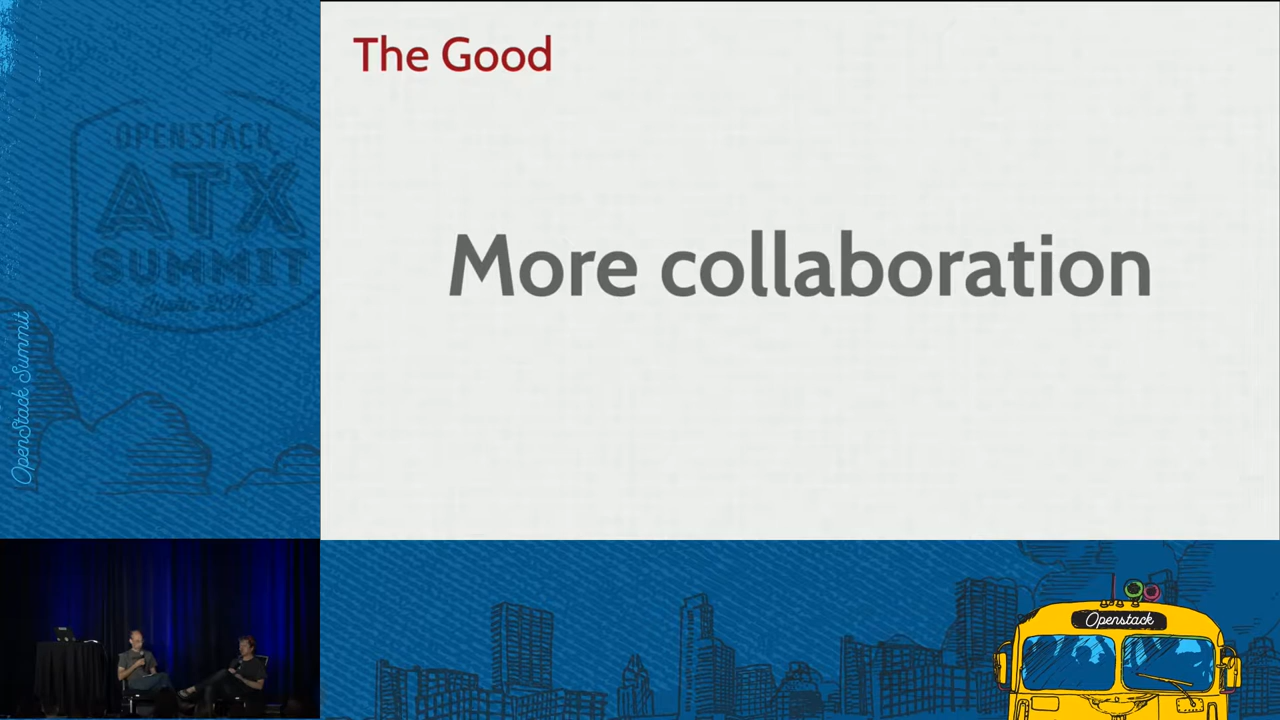 The Good
More collaboration
OPENSTACK
ATX
SUMMIT
OpenStack Summit
Openstack